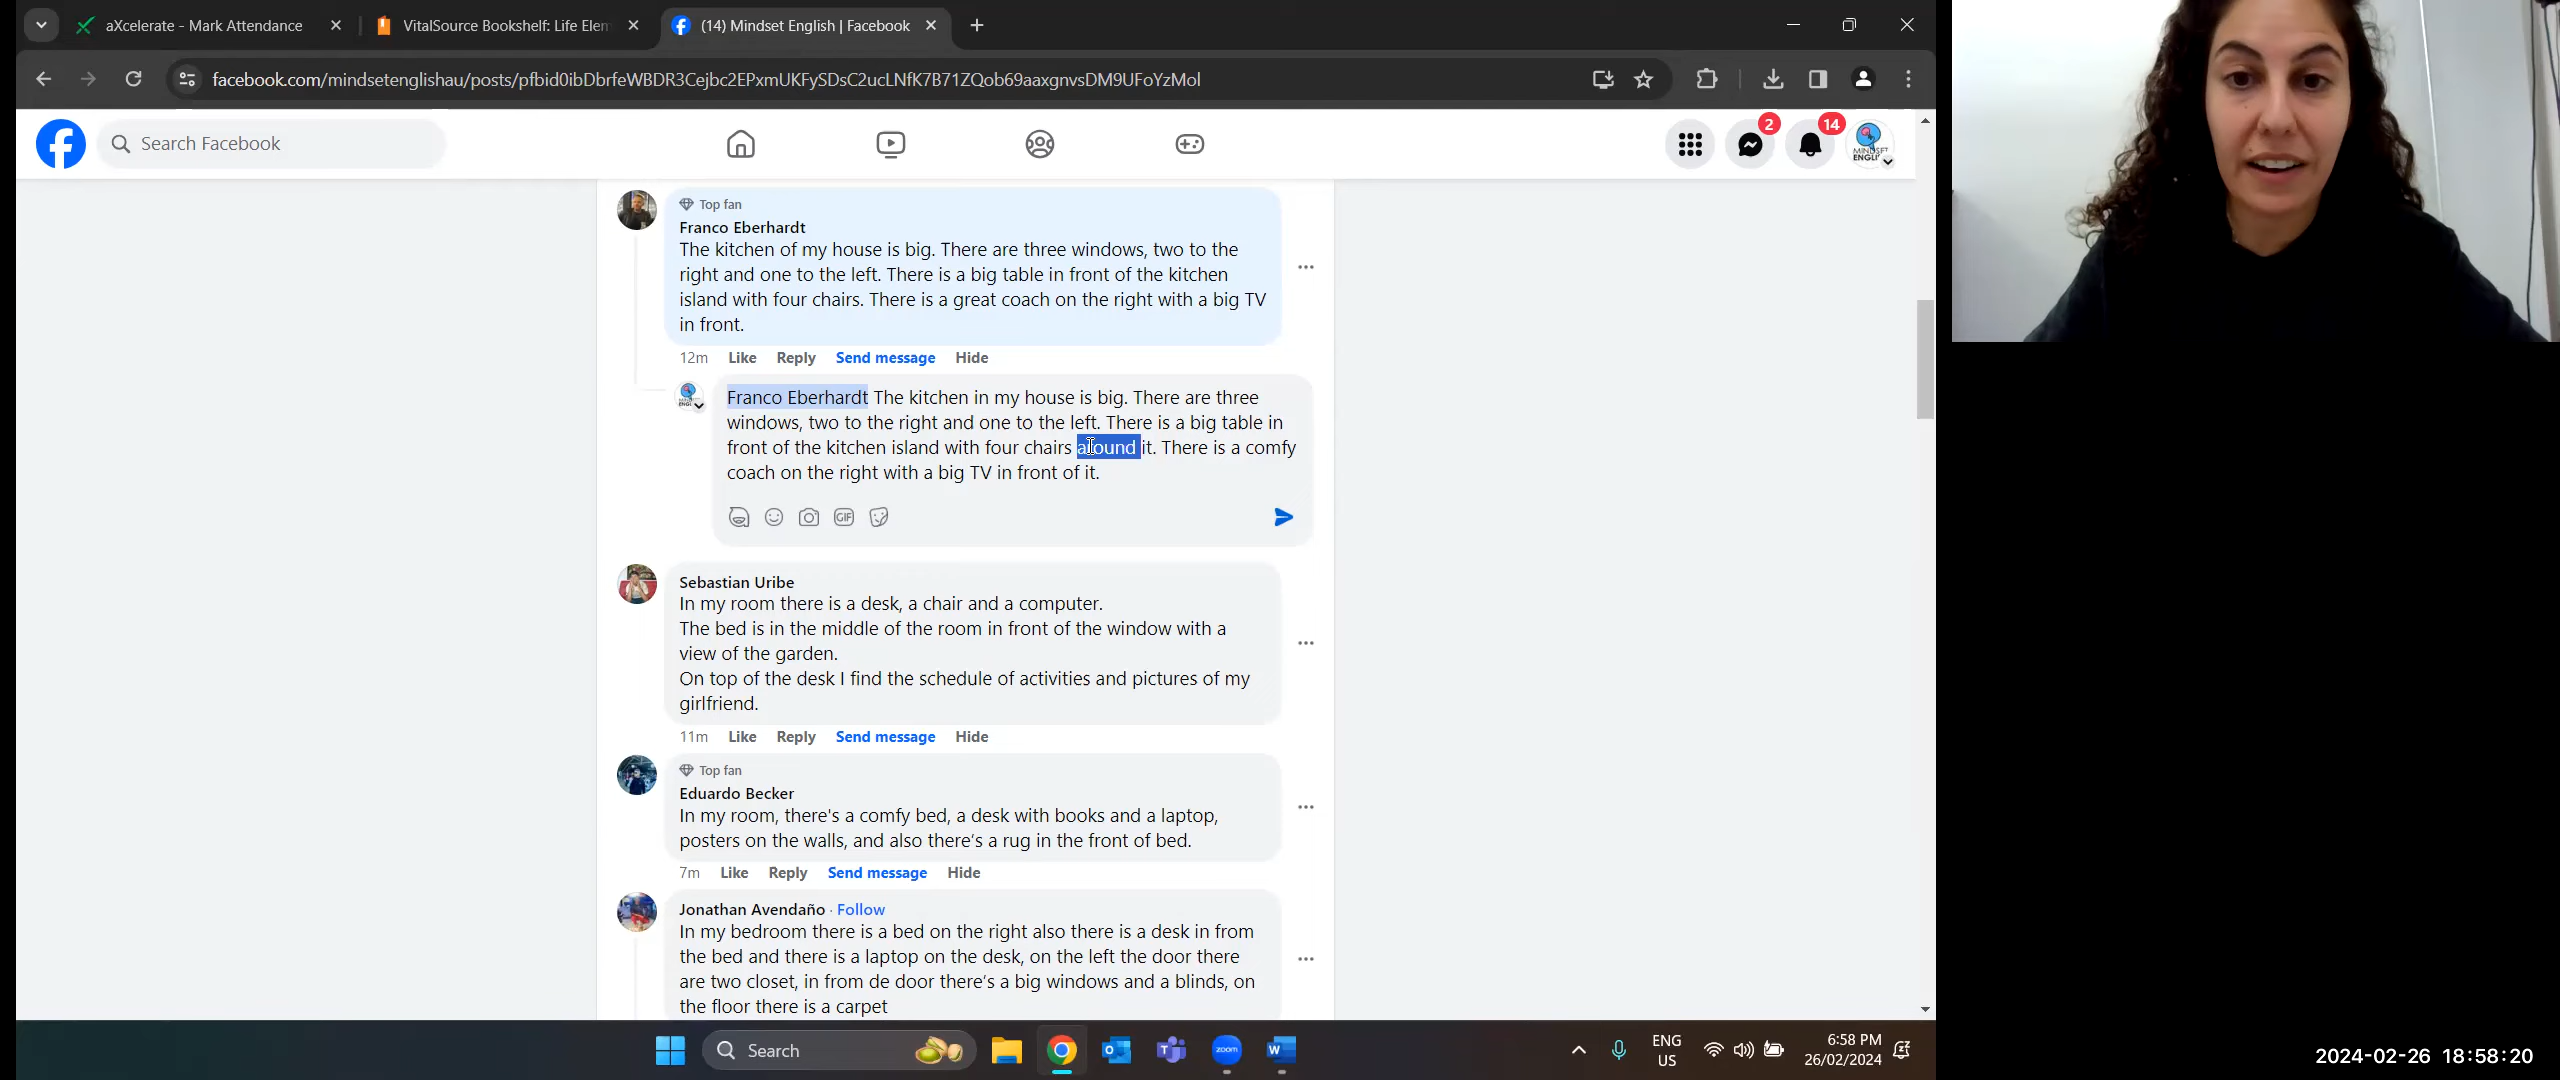 aXcelerate - Mark Attendance
VitalSource Bookshelf: Life Elem
(14) Mindset English | Facebook
facebook.com/mindsetenglishau/posts/pfbid0ibDbrfeWBDR3Cejbc2EPxmUKFySDsC2ucLNfK7B71ZQob69aaxgnvsDM9UFoYzMol
Search Facebook
2
14
MINDSET
ENGLI
Top fan
Franco Eberhardt
The kitchen of my house is big. There are three windows, two to the
right and one to the left. There is a big table in front of the kitchen
island with four chairs. There is a great coach on the right with a big TV
in front.
12m Like Reply Send message Hide
Franco Eberhardt The kitchen in my house is big. There are three
windows, two to the right and one to the left. There is a big table in
front of the kitchen island with four chairs around it. There is a comfy
coach on the right with a big TV in front of it.
GIF
Sebastian Uribe
In my room there is a desk, a chair and a computer.
The bed is in the middle of the room in front of the window with a
view of the garden.
On top of the desk I find the schedule of activities and pictures of my
girlfriend.
11m Like Reply Send message Hide
Top fan
Eduardo Becker
In my room, there's a comfy bed, a desk with books and a laptop,
posters on the walls, and also there's a rug in the front of bed.
7m Like Reply Send message Hide
Jonathan Avendaño · Follow
In my bedroom there is a bed on the right also there is a desk in from
the bed and there is a laptop on the desk, on the left the door there
are two closet, in from de door there's a big windows and a blinds, on
the floor there is a carpet
Search
zoom
ENG
US
6:58 PM
26/02/2024
2024-02-26 18:58:20